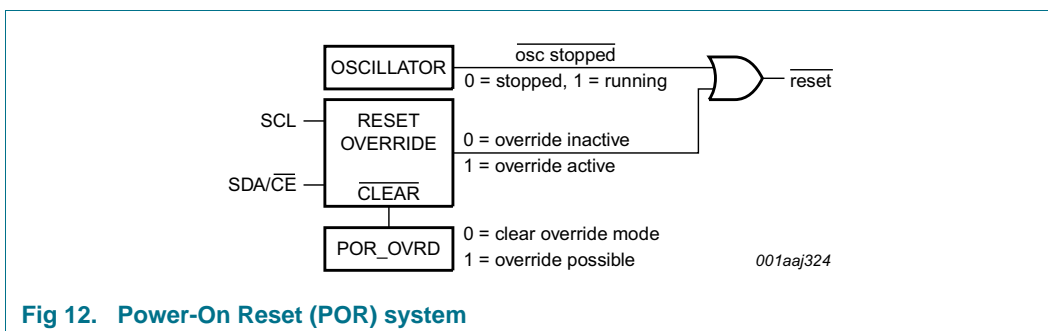 OSCILLATOR
osc stopped
0 = stopped, 1 = running
reset
SCL
RESET
OVERRIDE
0 = override inactive
1 = override active
SDA/CE
CLEAR
POR_OVRD
0 = clear override mode
1 = override possible
001aaj324
Fig 12. Power-On Reset (POR) system